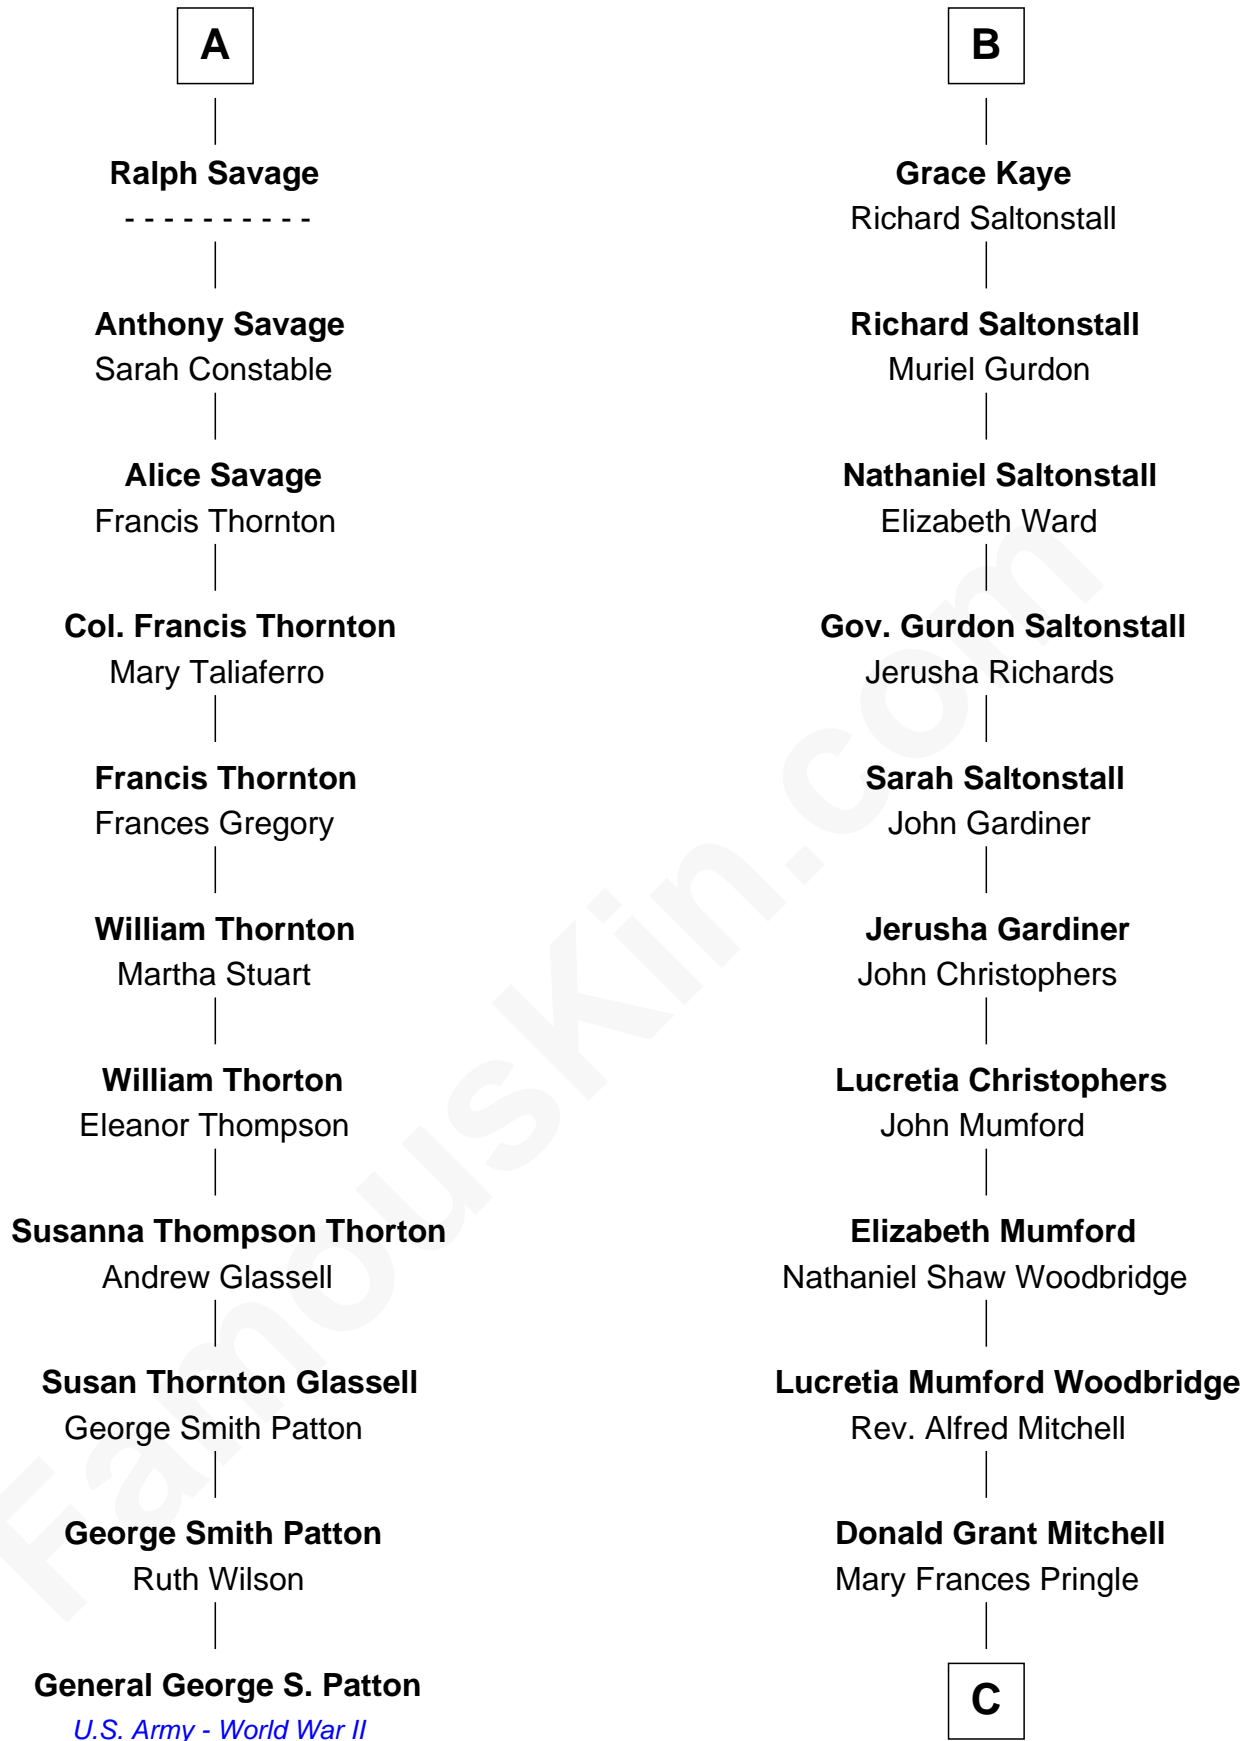 A
Ralph Savage
- - - - - - - - - -
Anthony Savage
Sarah Constable
Alice Savage
Francis Thornton
Col. Francis Thornton
Mary Taliaferro
Francis Thornton
Frances Gregory
William Thornton
Martha Stuart
William Thorton
Eleanor Thompson
Susanna Thompson Thorton
Andrew Glassell
Susan Thornton Glassell
George Smith Patton
George Smith Patton
Ruth Wilson
General George S. Patton
U.S. Army - World War II
B
Grace Kaye
Richard Saltonstall
Richard Saltonstall
Muriel Gurdon
Nathaniel Saltonstall
Elizabeth Ward
Gov. Gurdon Saltonstall
Jerusha Richards
Sarah Saltonstall
John Gardiner
Jerusha Gardiner
John Christophers
Lucretia Christophers
John Mumford
Elizabeth Mumford
Nathaniel Shaw Woodbridge
Lucretia Mumford Woodbridge
Rev. Alfred Mitchell
Donald Grant Mitchell
Mary Frances Pringle
C
FamousKin.com